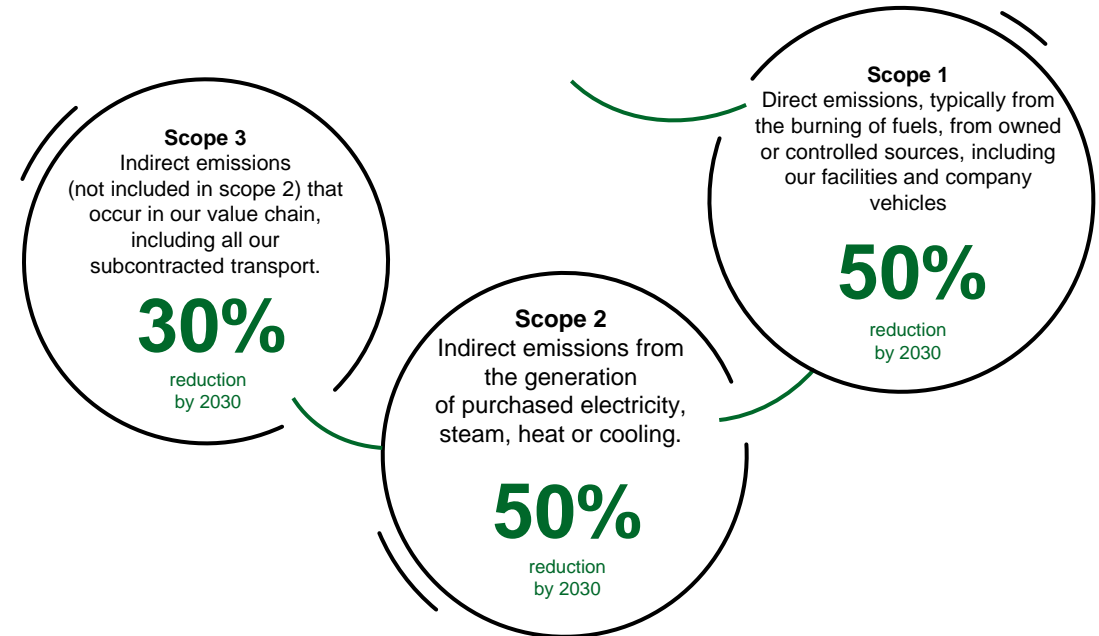 Scope 3
Indirect emissions
(not included in scope 2) that
occur in our value chain,
including all our
subcontracted transport.
30%
reduction
by 2030
Scope 2
Indirect emissions from
the generation
of purchased electricity,
steam, heat or cooling.
50%
reduction
by 2030
Scope 1
Direct emissions, typically from
the burning of fuels, from owned
or controlled sources, including
our facilities and company
vehicles
50%
reduction
by 2030